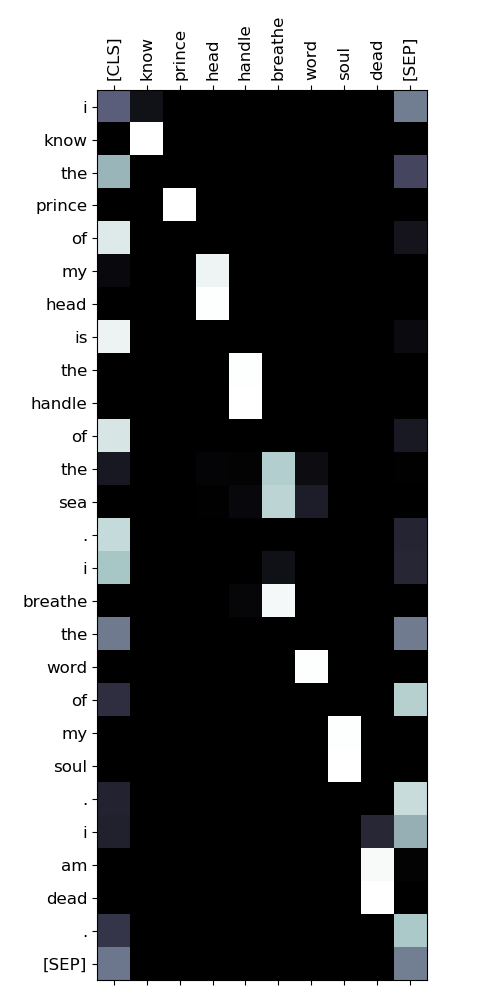 [CLS]
know
prince
head
handle
breathe
word
soul
dead
[SEP]
i
know
the
prince
of
my
head
is
the
handle
of
the
sea
.
i
breathe
the
word
of
my
soul
.
i
am
dead
.
[SEP]